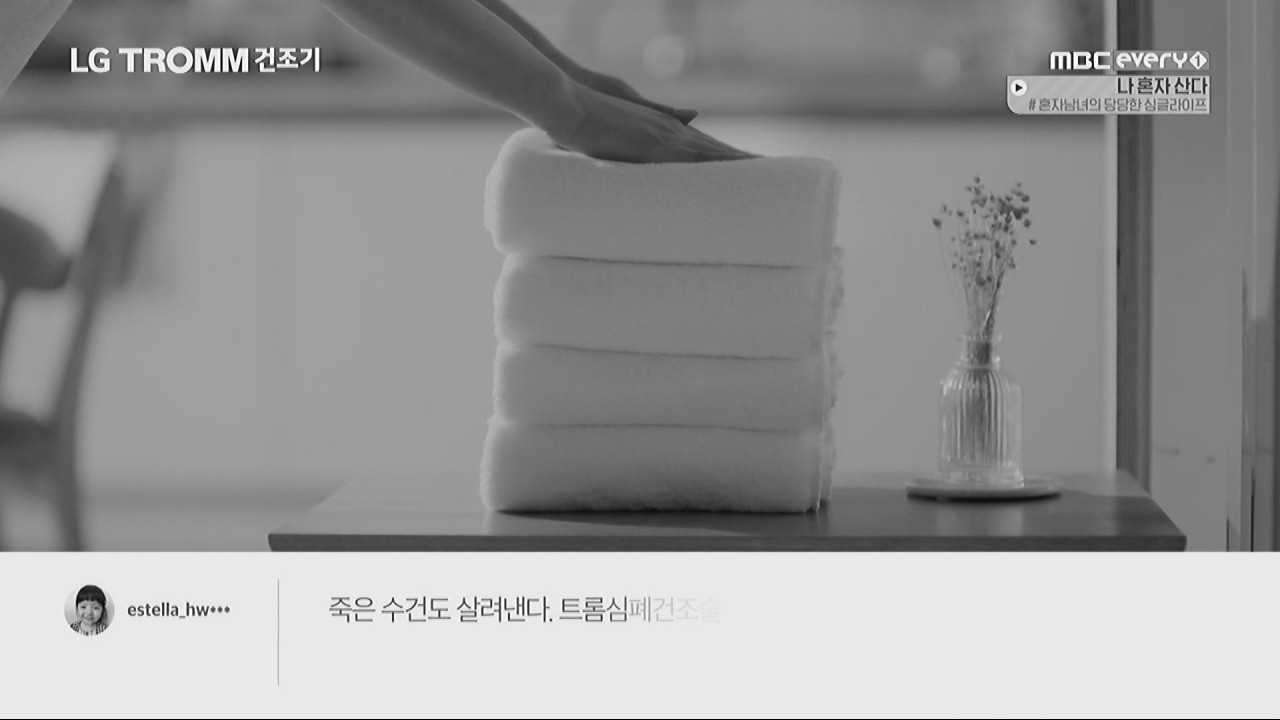 LG TROMM 건조기
MBC every1
나 혼자 산다
# 혼자남녀의 당당한 싱글라이프
estella_hw***
죽은 수건도 살려낸다. 트롬심폐건조술